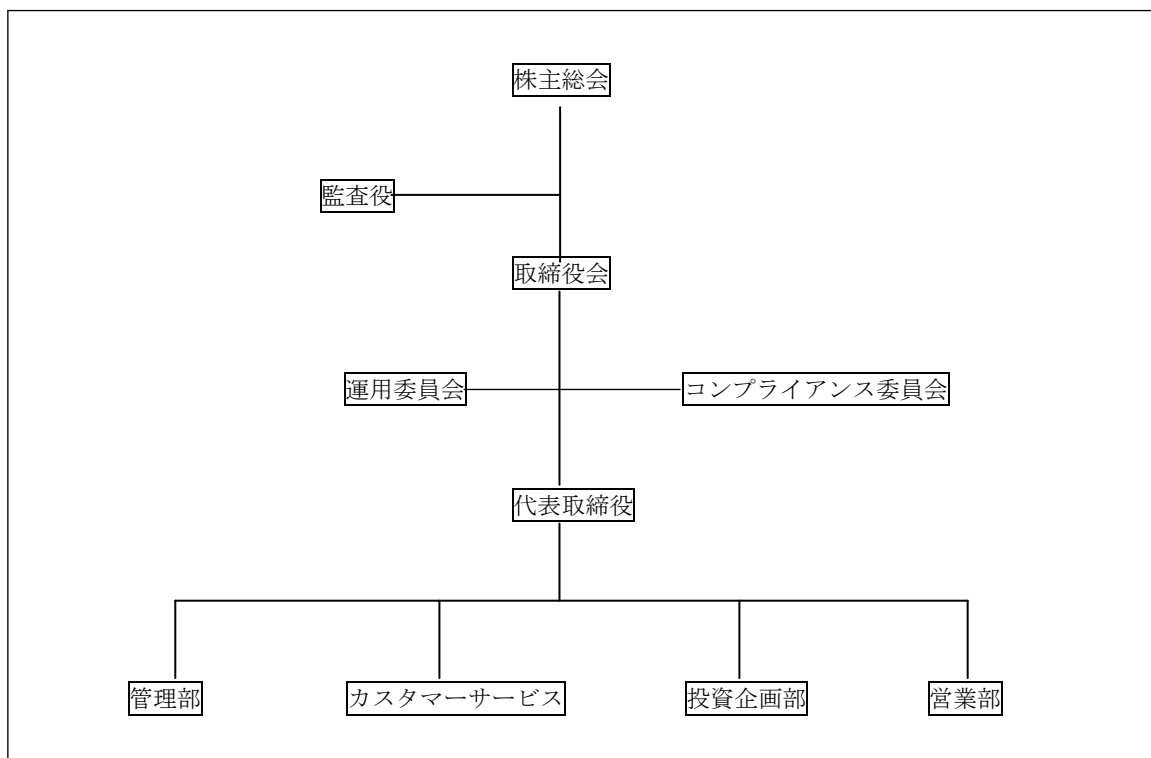 株主総会
監査役
取締役会
運用委員会
コンプライアンス委員会
代表取締役
管理部
カスタマーサービス
投資企画部
営業部